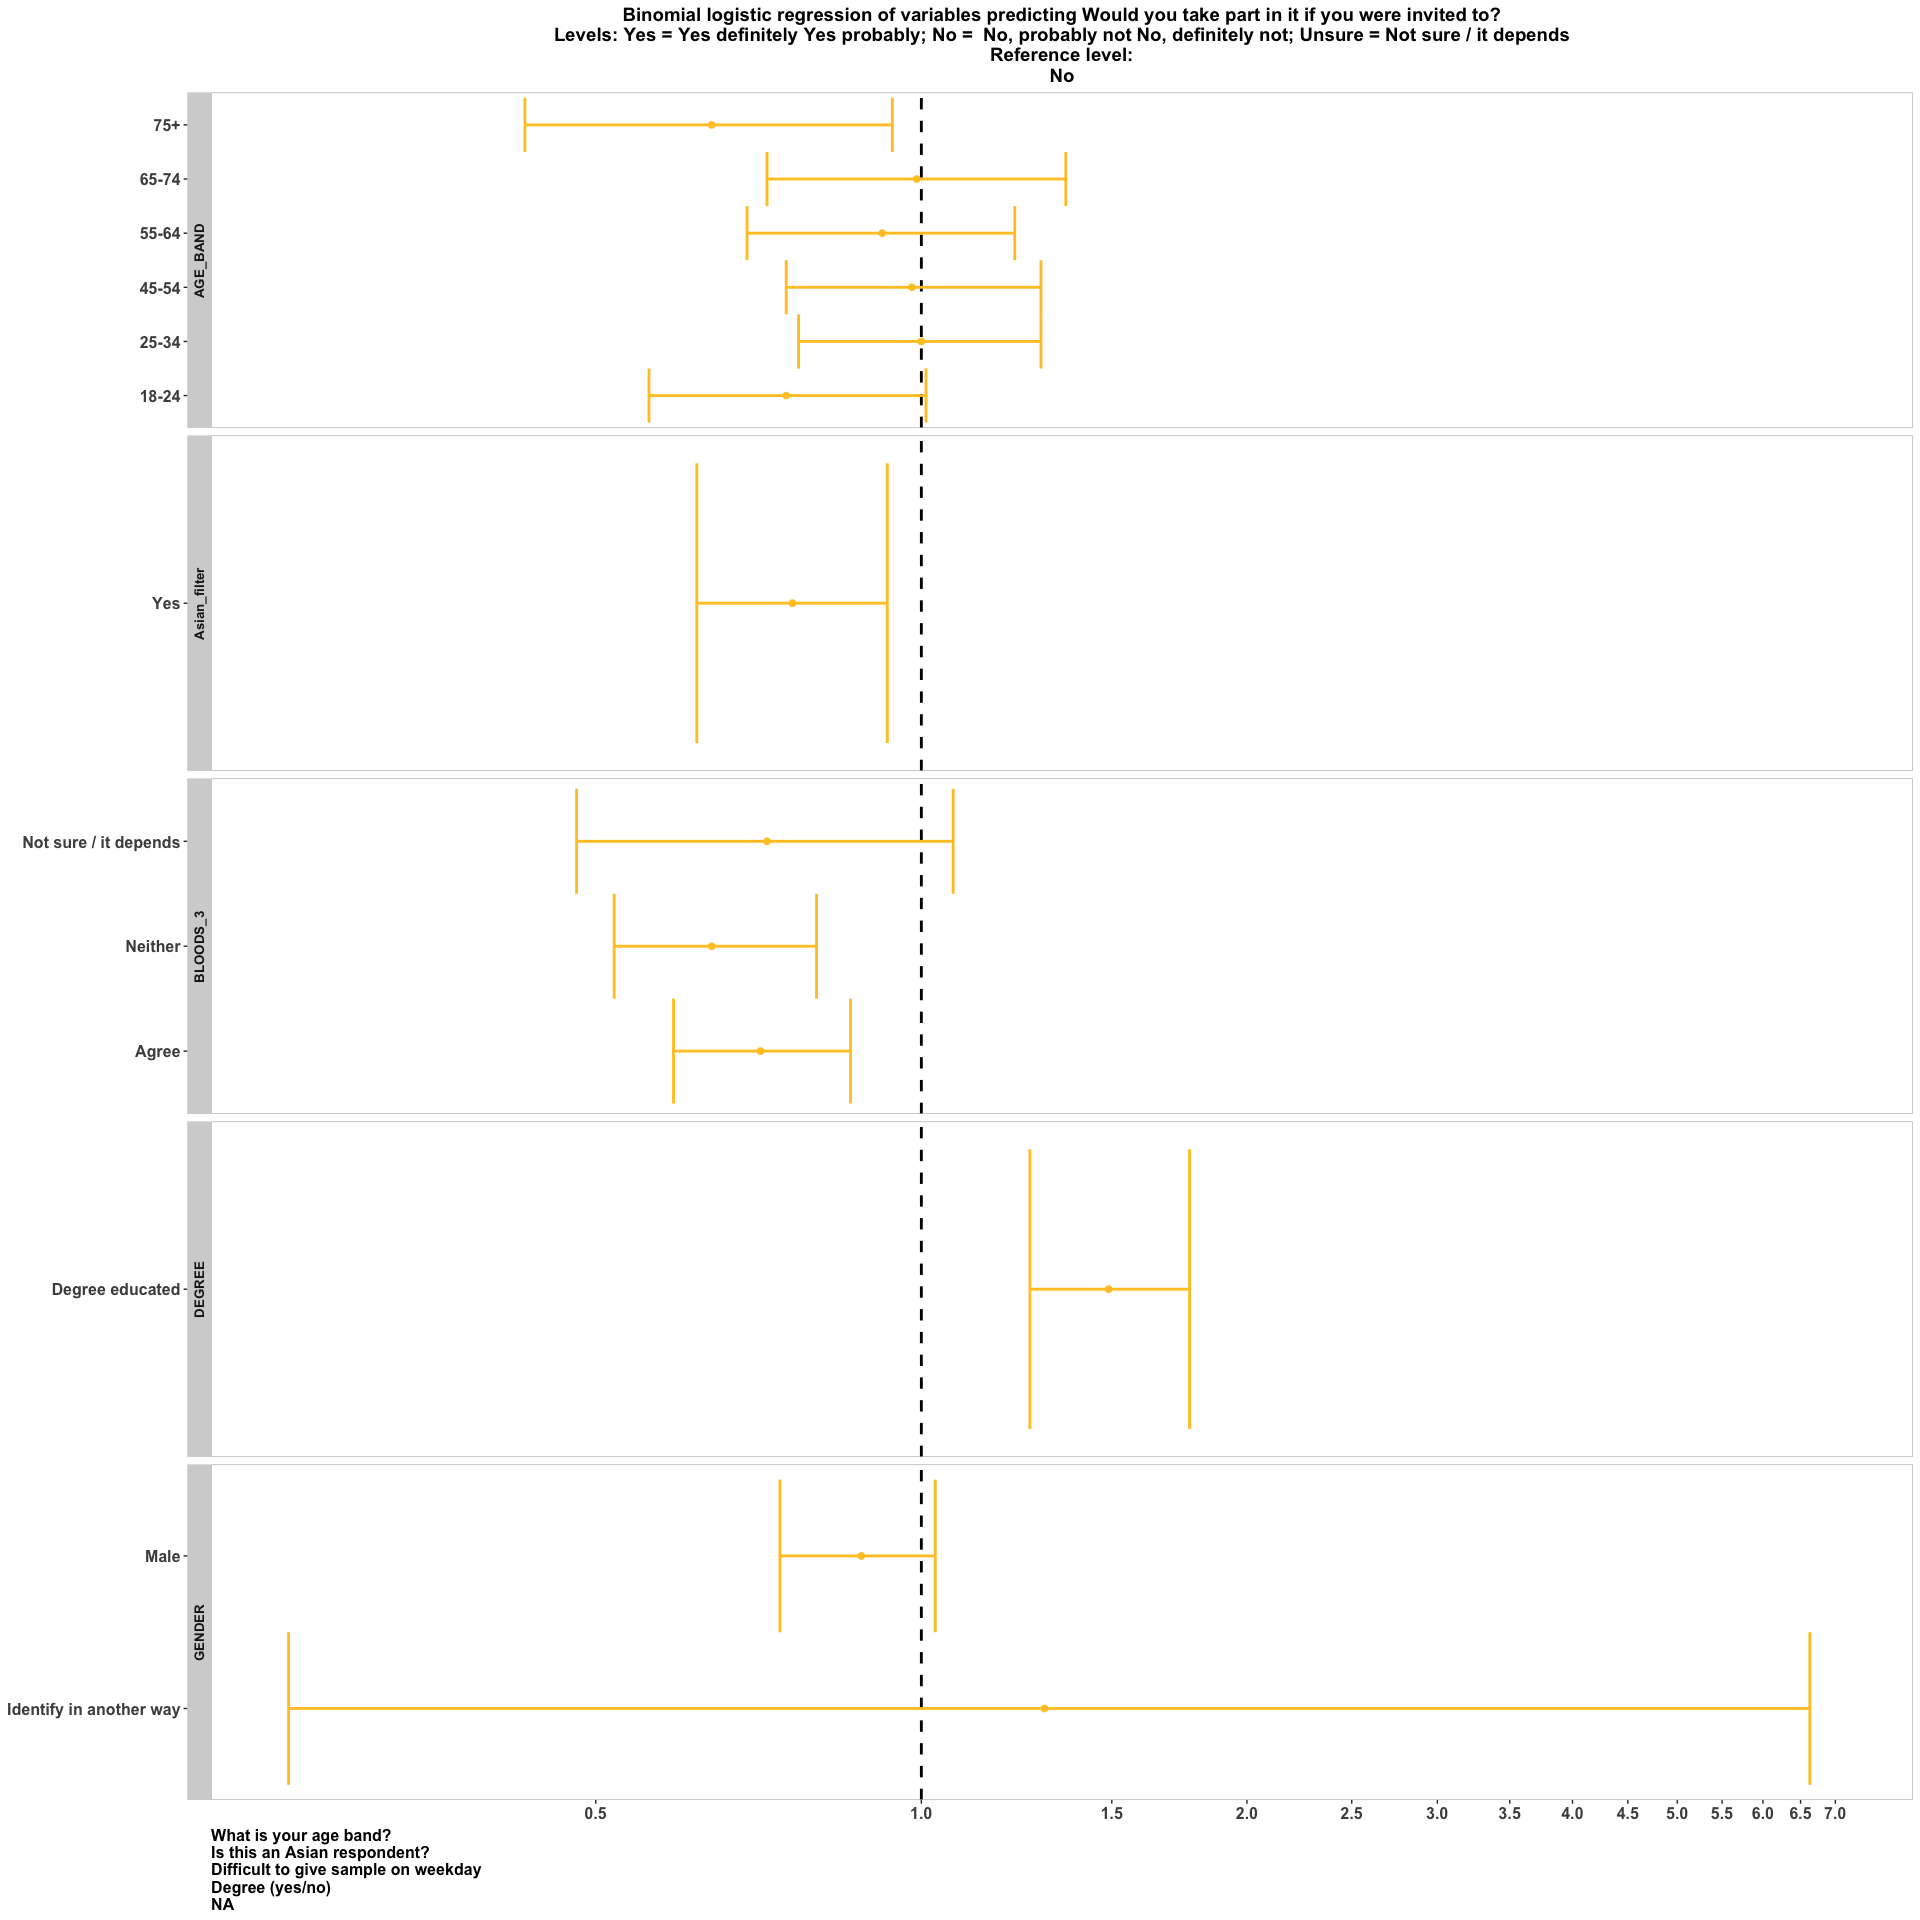 Binomial logistic regression of variables predicting Would you take part in it if you were invited to?
Levels: Yes = Yes definitely Yes probably; No =  No, probably not No, definitely not; Unsure = Not sure / it depends
Reference level:
No
AGE_BAND
75+
65-74
55-64
45-54
25-34
18-24
Asian_filter
Yes
BLOODS_3
Not sure / it depends
Neither
Agree
DEGREE
Degree educated
GENDER
Male
Identify in another way
0.5 1.0 1.5 2.0 2.5 3.0 3.5 4.0 4.5 5.0 5.5 6.0 6.5 7.0
What is your age band?
Is this an Asian respondent?
Difficult to give sample on weekday
Degree (yes/no)
NA